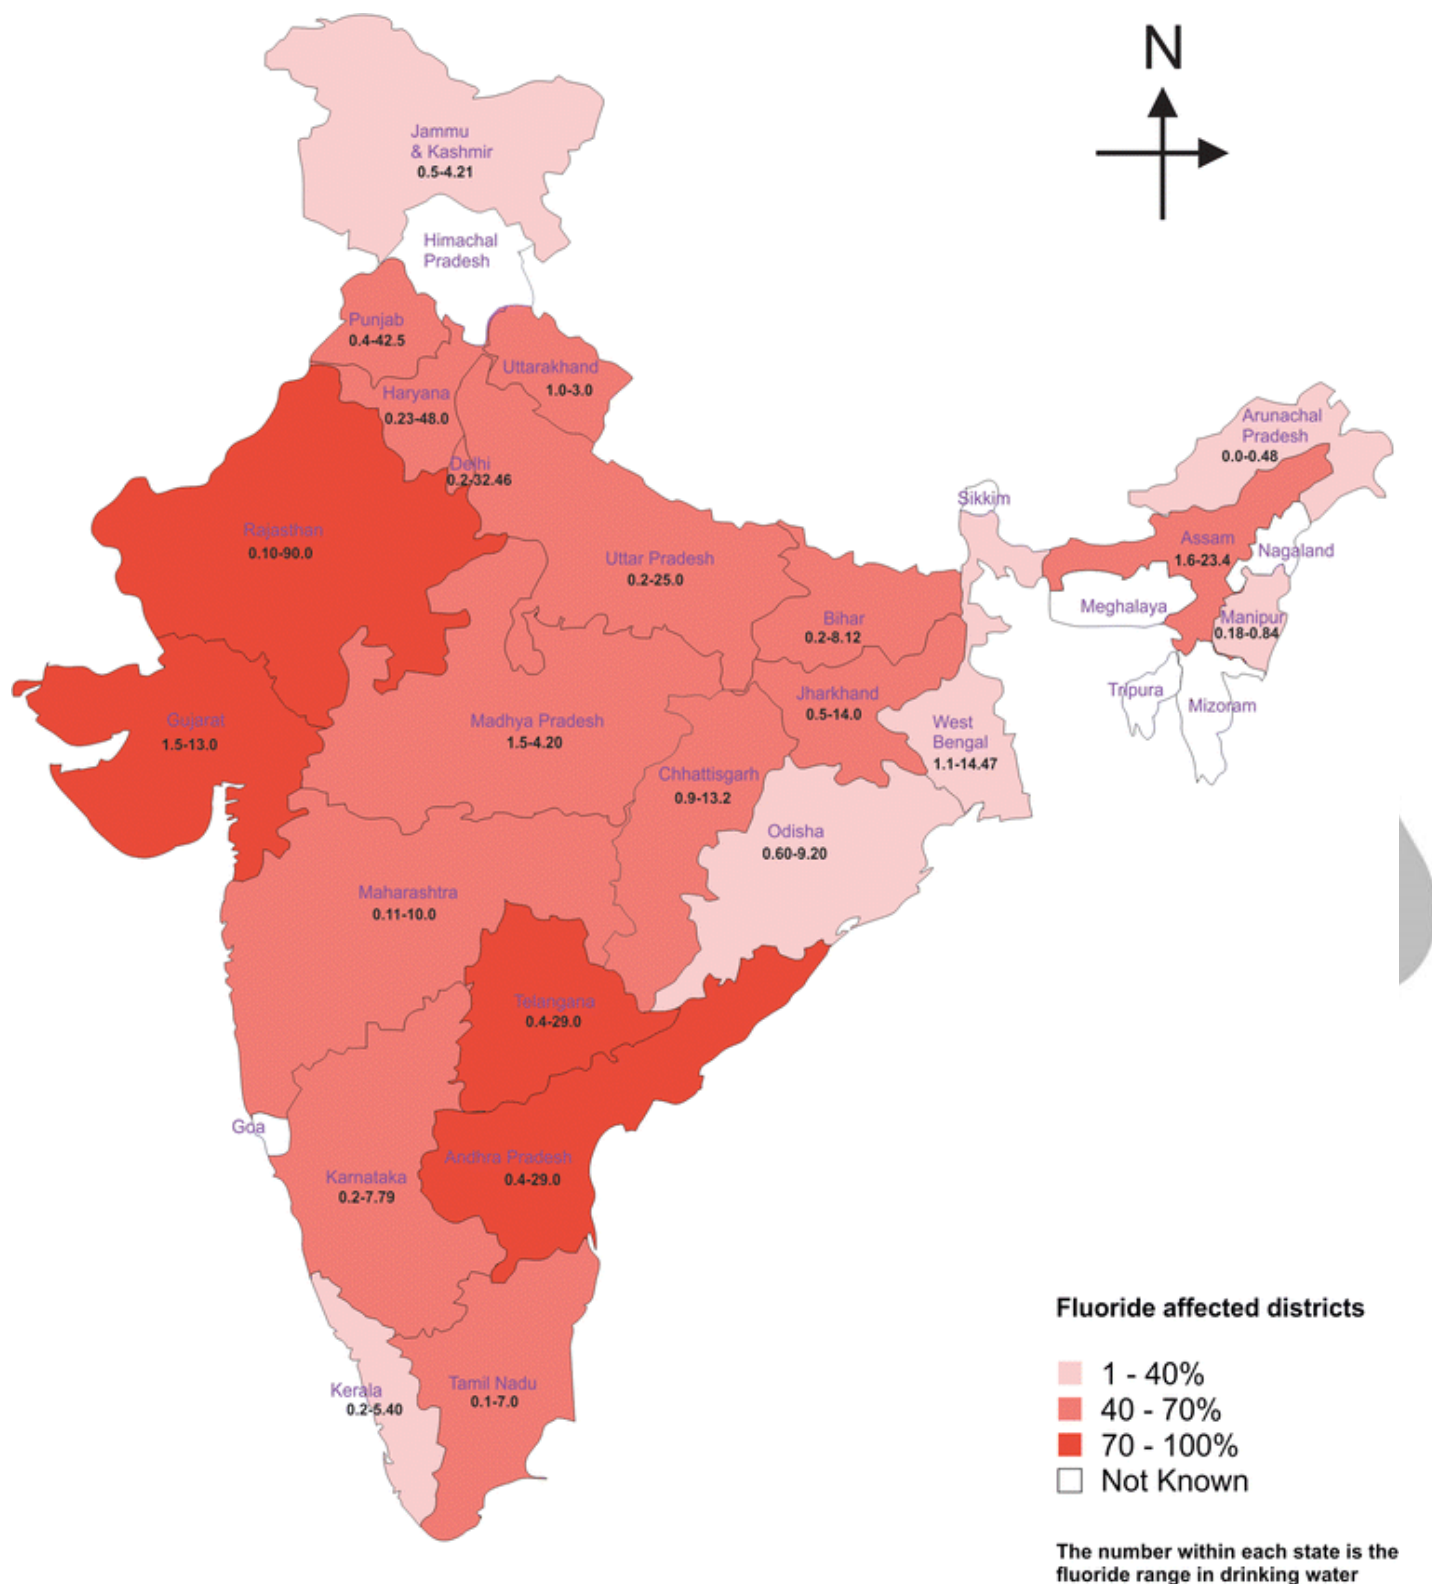 N
Jammu
& Kashmir
0.5-4.21
Himachal
Pradesh
Punjab
0.4-42.5
Uttarakhand
1.0-3.0
Haryana
0.23-48.0
Delhi
0.2-32.46
Arunachal
Pradesh
0.0-0.48
Sikkim
Rajasthan
0.10-90.0
Uttar Pradesh
0.2-25.0
Assam
1.6-23.4
Nagaland
Meghalaya
Bihar
0.2-8.12
Manipur
0.18-0.84
Tripura
Mizoram
Gujarat
1.5-13.0
Madhya Pradesh
1.5-4.20
Jharkhand
0.5-14.0
West
Bengal
1.1-14.47
Chhattisgarh
0.9-13.2
Odisha
0.60-9.20
Maharashtra
0.11-10.0
Telangana
0.4-29.0
Goa
Karnataka
0.2-7.79
Andhra Pradesh
0.4-29.0
Kerala
0.2-5.40
Tamil Nadu
0.1-7.0
Fluoride affected districts
1 - 40%
40 - 70%
70 - 100%
Not Known
The number within each state is the
fluoride range in drinking water